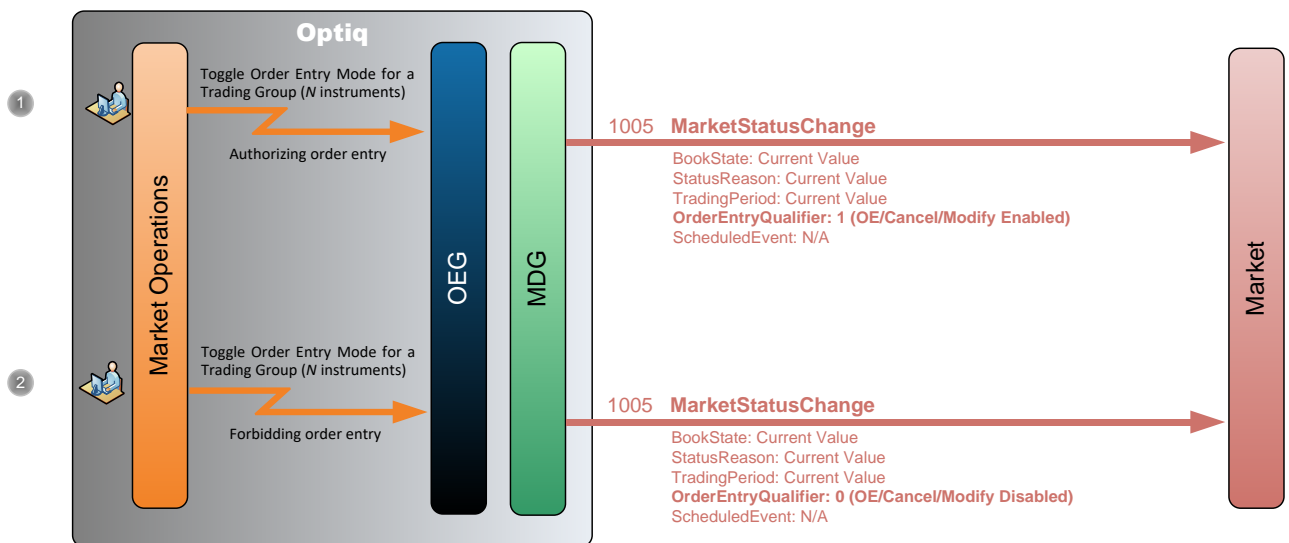 Optiq
1
Market Operations
Toggle Order Entry Mode for a
Trading Group (N instruments)
Authorizing order entry
OEG
MDG
1005 MarketStatusChange
BookState: Current Value
StatusReason: Current Value
TradingPeriod: Current Value
OrderEntryQualifier: 1 (OE/Cancel/Modify Enabled)
ScheduledEvent: N/A
Market
2
Toggle Order Entry Mode for a
Trading Group (N instruments)
Forbidding order entry
1005 MarketStatusChange
BookState: Current Value
StatusReason: Current Value
TradingPeriod: Current Value
OrderEntryQualifier: 0 (OE/Cancel/Modify Disabled)
ScheduledEvent: N/A